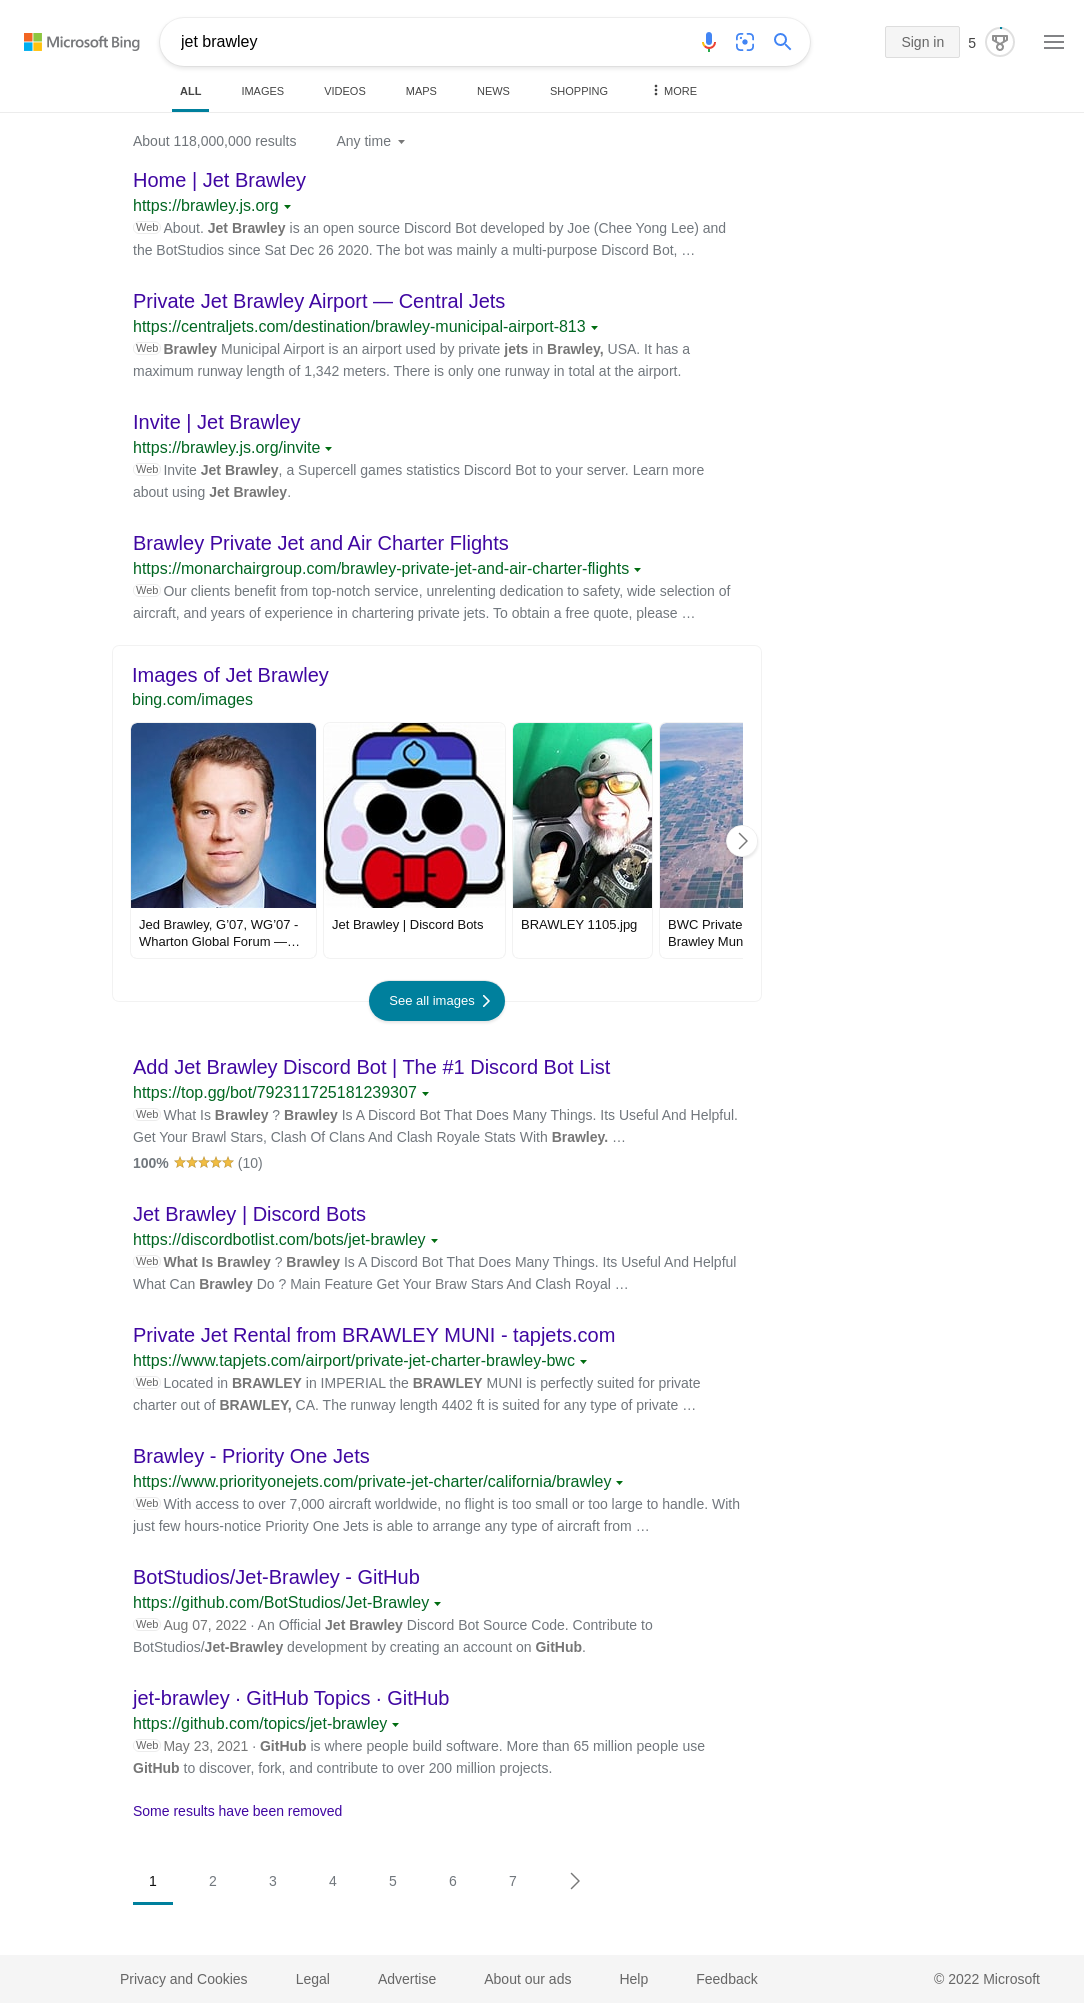 Microsoft Bing
jet brawley
Sign in
5
ALL
IMAGES
VIDEOS
MAPS
NEWS
SHOPPING
MORE
About 118,000,000 results
Any time
Home | Jet Brawley
https://brawley.js.org
Web About. Jet Brawley is an open source Discord Bot developed by Joe (Chee Yong Lee) and
the BotStudios since Sat Dec 26 2020. The bot was mainly a multi-purpose Discord Bot, …
Private Jet Brawley Airport — Central Jets
https://centraljets.com/destination/brawley-municipal-airport-813
Web Brawley Municipal Airport is an airport used by private jets in Brawley, USA. It has a
maximum runway length of 1,342 meters. There is only one runway in total at the airport.
Invite | Jet Brawley
https://brawley.js.org/invite
Web Invite Jet Brawley, a Supercell games statistics Discord Bot to your server. Learn more
about using Jet Brawley.
Brawley Private Jet and Air Charter Flights
https://monarchairgroup.com/brawley-private-jet-and-air-charter-flights
Web Our clients benefit from top-notch service, unrelenting dedication to safety, wide selection of
aircraft, and years of experience in chartering private jets. To obtain a free quote, please …
Images of Jet Brawley
bing.com/images
Jed Brawley, G’07, WG’07 -
Wharton Global Forum —…
Jet Brawley | Discord Bots
BRAWLEY 1105.jpg
BWC Private
Brawley Mun
See all images
Add Jet Brawley Discord Bot | The #1 Discord Bot List
https://top.gg/bot/792311725181239307
Web What Is Brawley ? Brawley Is A Discord Bot That Does Many Things. Its Useful And Helpful.
Get Your Brawl Stars, Clash Of Clans And Clash Royale Stats With Brawley. …
100% ★★★★★ (10)
Jet Brawley | Discord Bots
https://discordbotlist.com/bots/jet-brawley
Web What Is Brawley ? Brawley Is A Discord Bot That Does Many Things. Its Useful And Helpful
What Can Brawley Do ? Main Feature Get Your Braw Stars And Clash Royal …
Private Jet Rental from BRAWLEY MUNI - tapjets.com
https://www.tapjets.com/airport/private-jet-charter-brawley-bwc
Web Located in BRAWLEY in IMPERIAL the BRAWLEY MUNI is perfectly suited for private
charter out of BRAWLEY, CA. The runway length 4402 ft is suited for any type of private …
Brawley - Priority One Jets
https://www.priorityonejets.com/private-jet-charter/california/brawley
Web With access to over 7,000 aircraft worldwide, no flight is too small or too large to handle. With
just few hours-notice Priority One Jets is able to arrange any type of aircraft from …
BotStudios/Jet-Brawley - GitHub
https://github.com/BotStudios/Jet-Brawley
Web Aug 07, 2022 · An Official Jet Brawley Discord Bot Source Code. Contribute to
BotStudios/Jet-Brawley development by creating an account on GitHub.
jet-brawley · GitHub Topics · GitHub
https://github.com/topics/jet-brawley
Web May 23, 2021 · GitHub is where people build software. More than 65 million people use
GitHub to discover, fork, and contribute to over 200 million projects.
Some results have been removed
1 2 3 4 5 6 7
Privacy and Cookies
Legal
Advertise
About our ads
Help
Feedback
© 2022 Microsoft